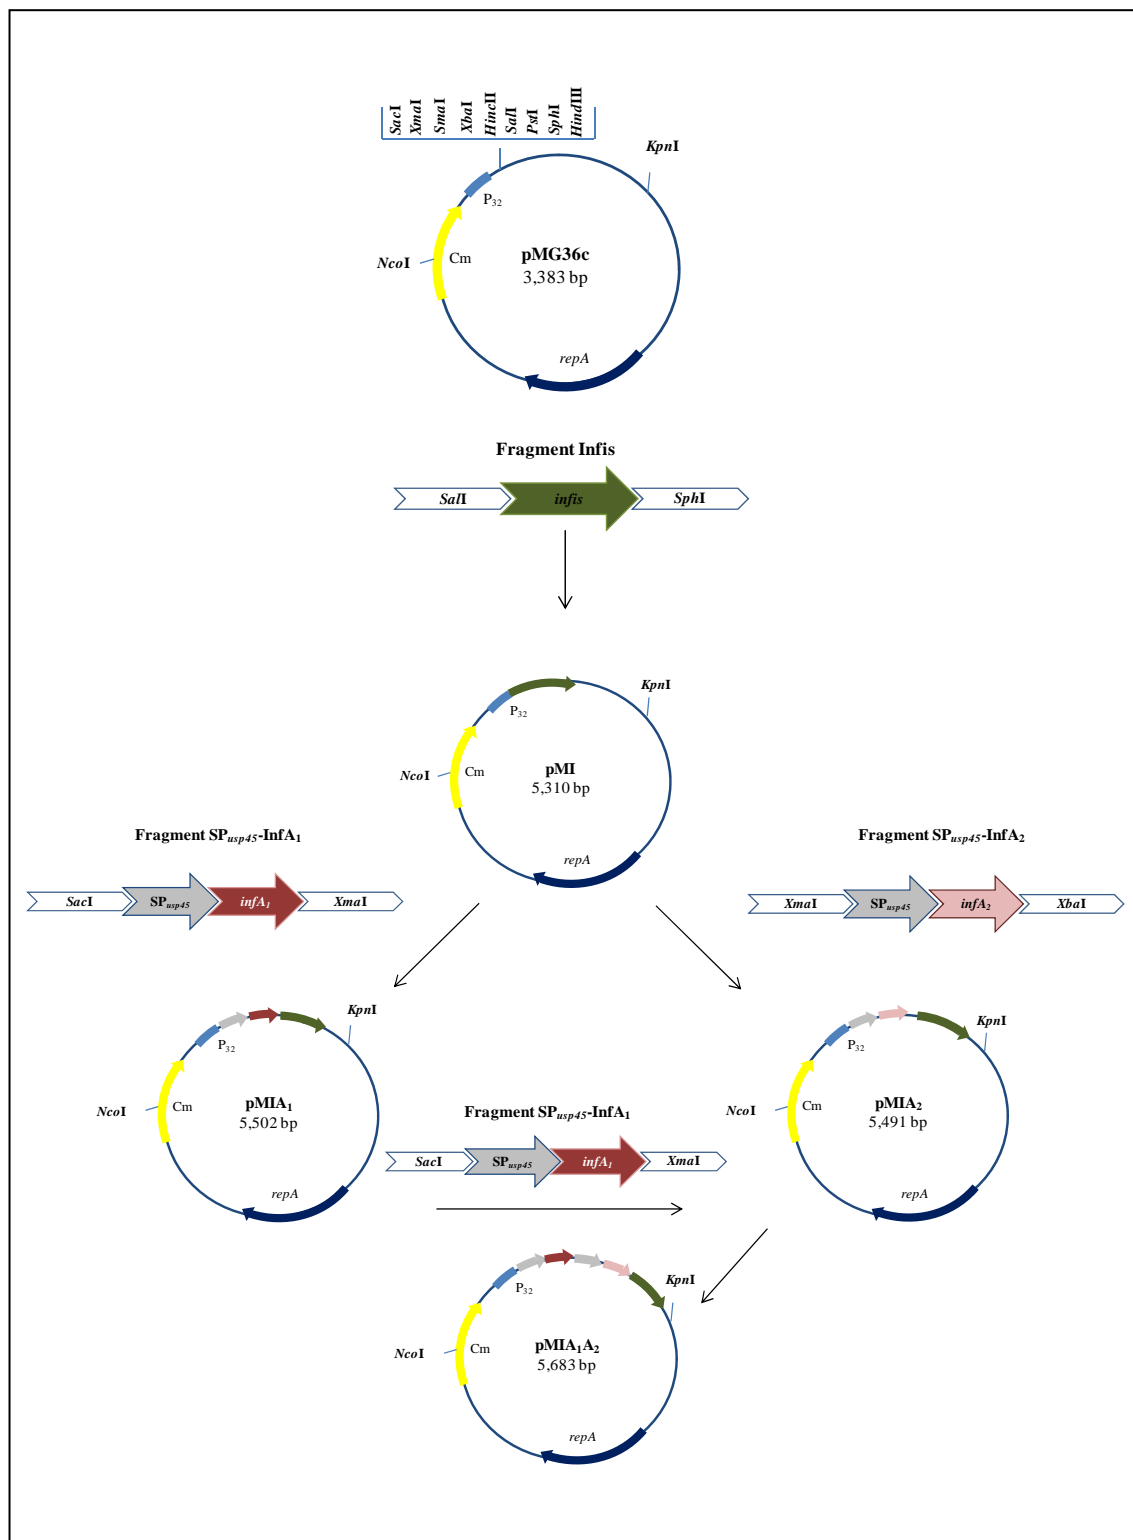 SacI
XmaI
SmaI
XbaI
HincII
SalI
PstI
SphI
HindIII
KpnI
P32
NcoI
Cm
pMG36c
3,383 bp
repA
Fragment Infis
SalI
infis
SphI
KpnI
P32
NcoI
Cm
pMI
5,310 bp
repA
Fragment SPusp45-InfA1
SacI
SPusp45
infA1
XmaI
Fragment SPusp45-InfA2
XmaI
SPusp45
infA2
XbaI
KpnI
P32
NcoI
Cm
pMIA1
5,502 bp
repA
Fragment SPusp45-InfA1
SacI
SPusp45
infA1
XmaI
KpnI
P32
NcoI
Cm
pMIA2
5,491 bp
repA
KpnI
P32
NcoI
Cm
pMIA1A2
5,683 bp
repA